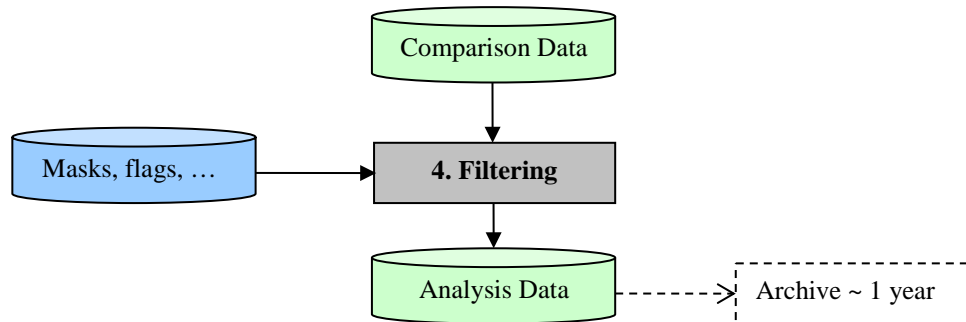 Comparison Data
Masks, flags, …
4. Filtering
Analysis Data
Archive ~ 1 year